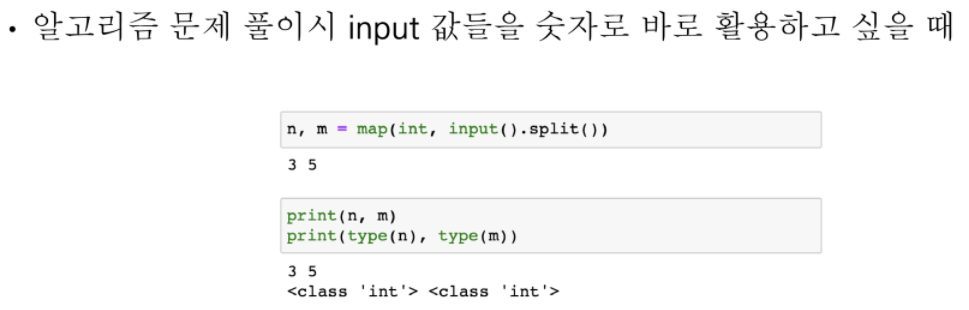 • 알고리즘 문제 풀이시 input 값들을 숫자로 바로 활용하고 싶을 때
n, m = map(int, input().split())
3 5
print(n, m)
print(type(n), type(m))
3 5
<class 'int'> <class 'int'>